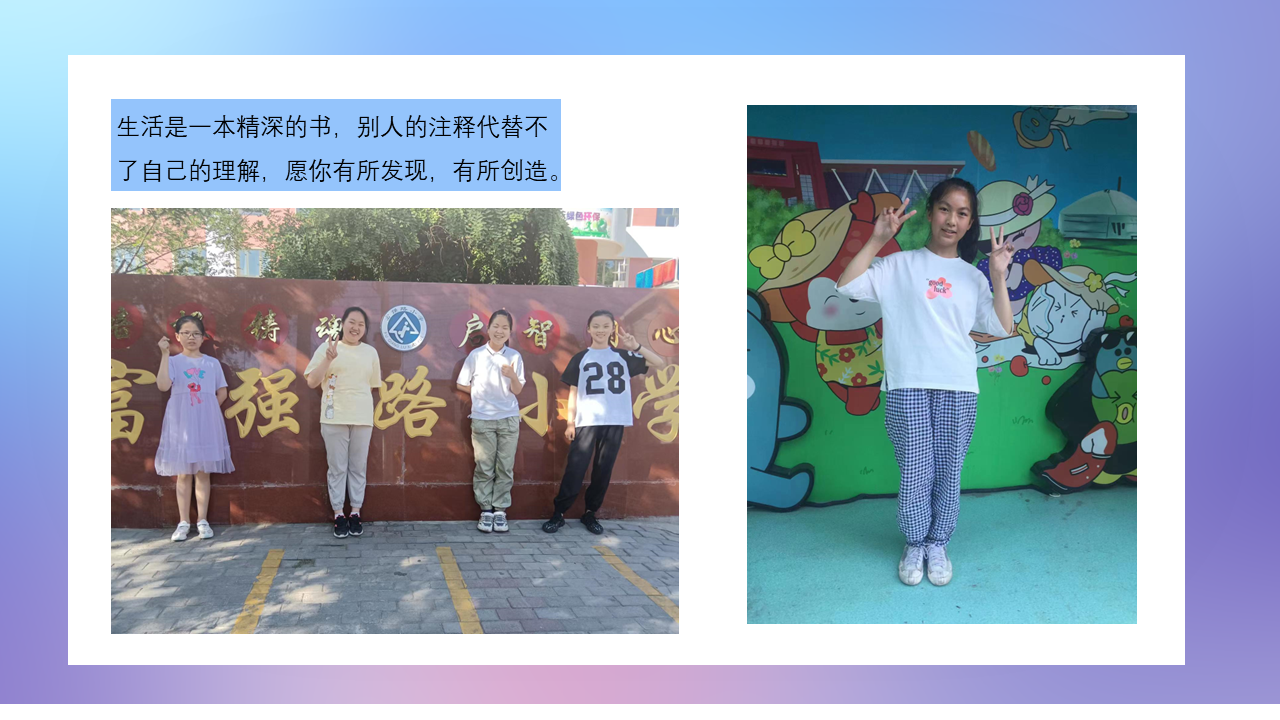 生活是一本精深的书，别人的注释代替不
了自己的理解，愿你有所发现，有所创造。
绿色环保
铸魂 启智
富强路小学
28
"good
luck"